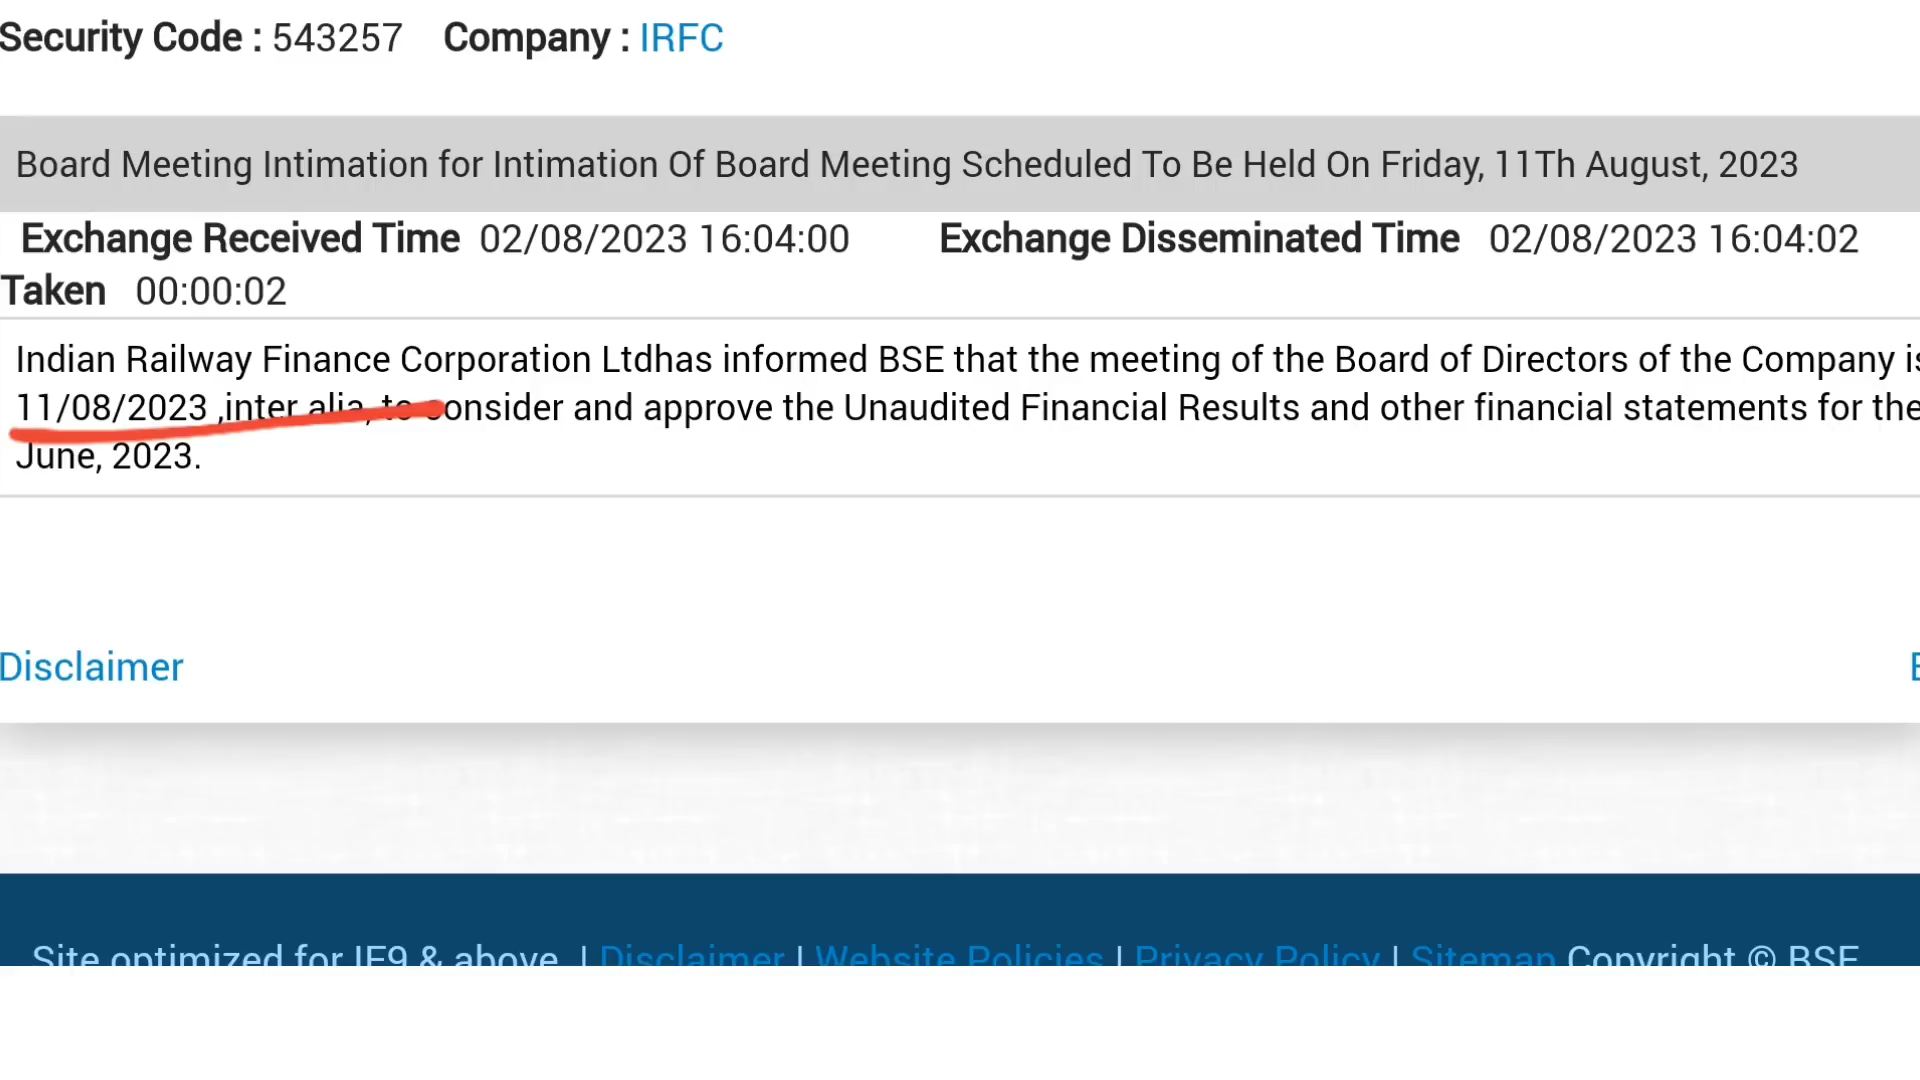 Security Code : 543257 Company : IRFC
Board Meeting Intimation for Intimation Of Board Meeting Scheduled To Be Held On Friday, 11Th August, 2023
Exchange Received Time 02/08/2023 16:04:00 Exchange Disseminated Time 02/08/2023 16:04:02
Taken 00:00:02
Indian Railway Finance Corporation Ltdhas informed BSE that the meeting of the Board of Directors of the Company
11/08/2023 ,inter alia, to consider and approve the Unaudited Financial Results and other financial statements for the
June, 2023.
Disclaimer
Site optimized for IE9 & above. | Disclaimer | Website Policies | Privacy Policy | Sitemap Copyright © BSE